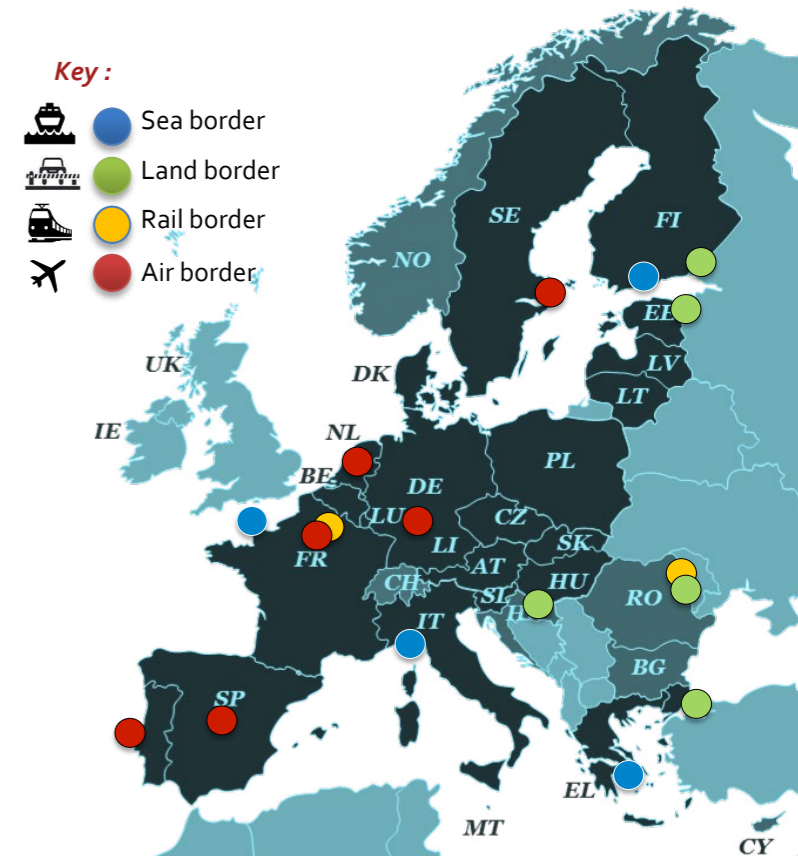 Key :
Sea border
Land border
Rail border
Air border
SE
FI
NO
EE
UK
LV
DK
LT
IE
NL
PL
BE
DE
LU
CZ
LI
SK
FR
AT
CH
HU
SI
RO
H
IT
BG
SP
EL
MT
CY